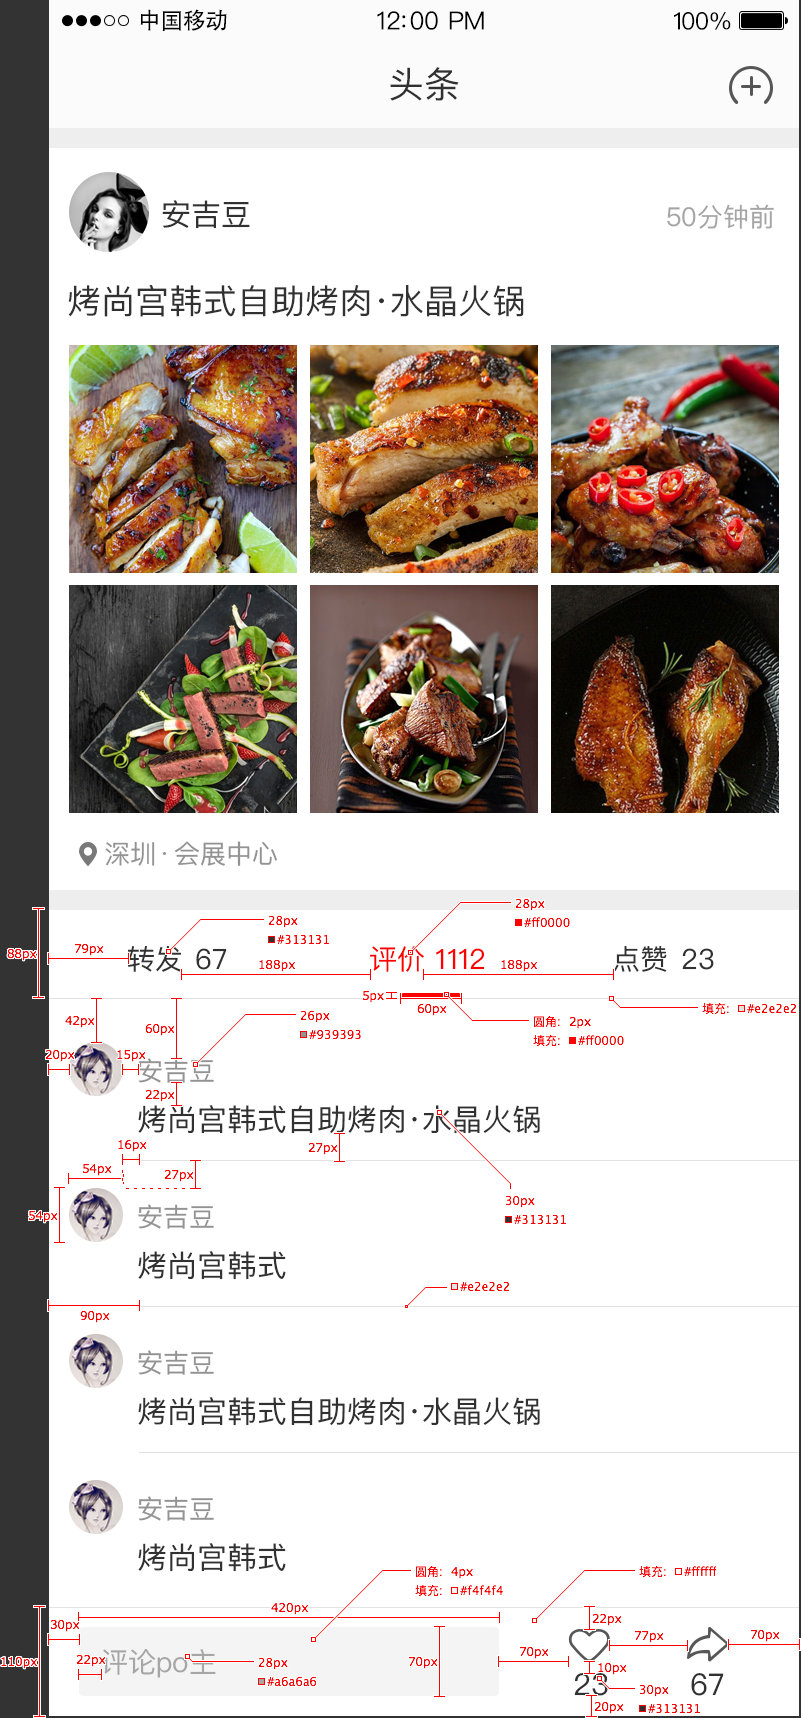 中国移动 12:00 PM 100%
头条
安吉豆 50分钟前
烤尚宫韩式自助烤肉·水晶火锅
深圳·会展中心
28px
#ff0000
28px
#313131
88px
79px
转发 67
评价 1112
点赞 23
188px
188px
5px
60px
填充: #e2e2e2
圆角: 2px
填充: #ff0000
42px
60px
26px
#939393
20px
15px
安吉豆
22px
烤尚宫韩式自助烤肉·水晶火锅
27px
16px
54px
27px
30px
#313131
54px
安吉豆
烤尚宫韩式
#e2e2e2
90px
安吉豆
烤尚宫韩式自助烤肉·水晶火锅
安吉豆
烤尚宫韩式
圆角: 4px
填充: #f4f4f4
填充: #ffffff
420px
30px
22px
77px
70px
110px
22px
评论po主
28px
#a6a6a6
70px
70px
10px
23
67
30px
#313131
20px